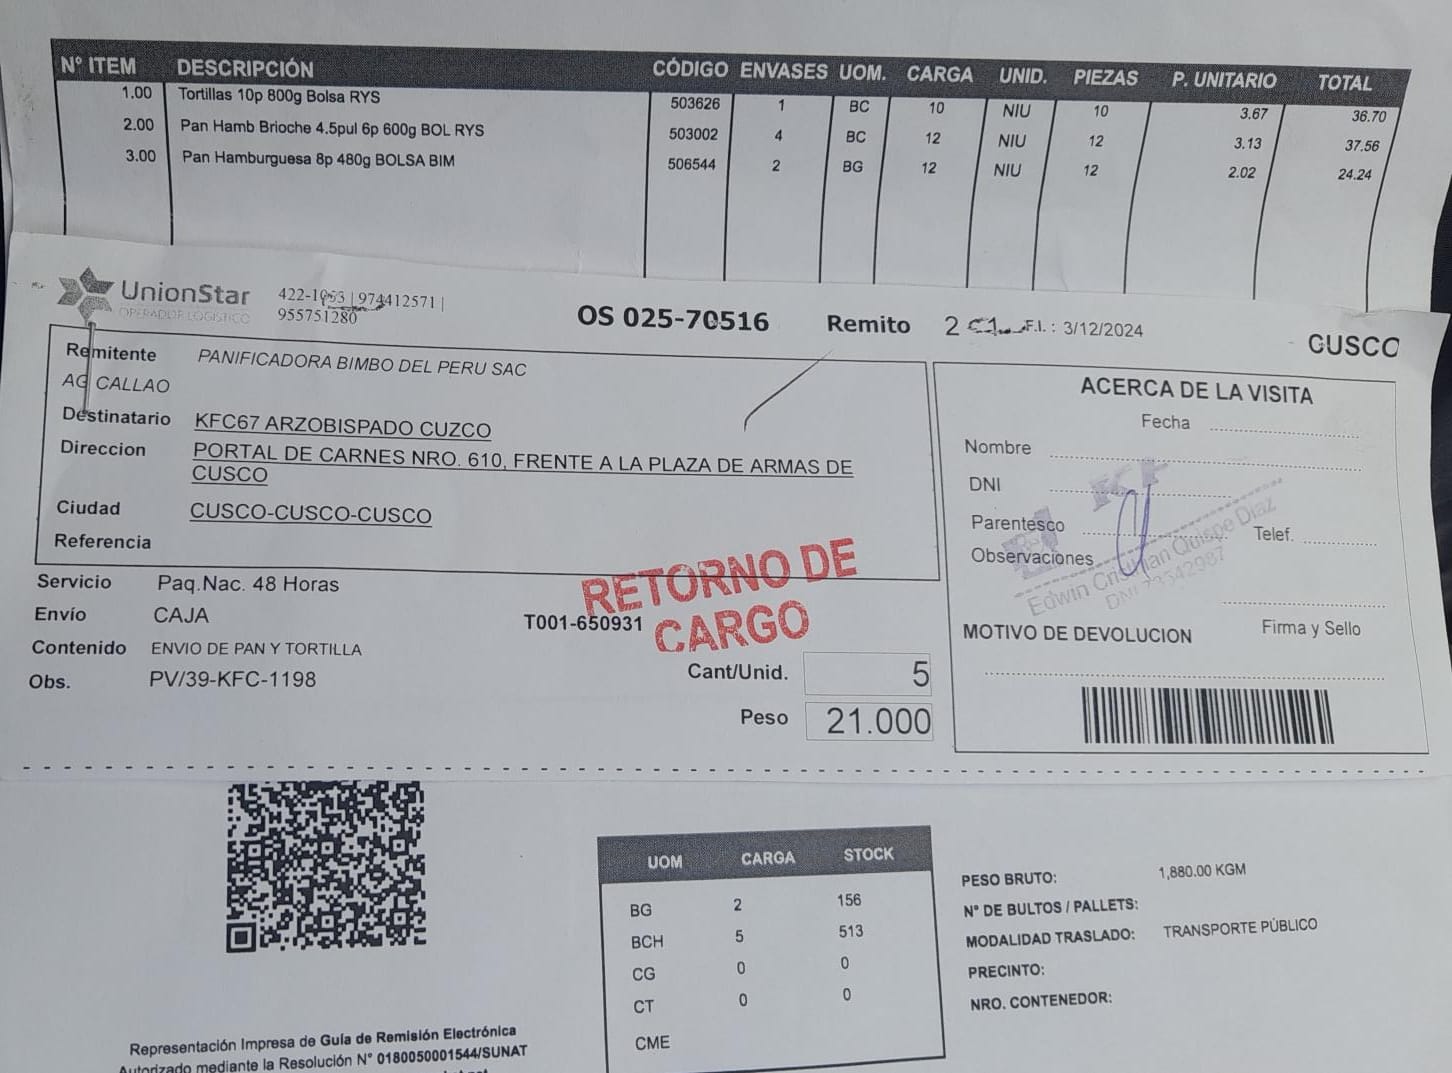 N° ITEM DESCRIPCIÓN CÓDIGO ENVASES UOM. CARGA UNID. PIEZAS P. UNITARIO TOTAL
1.00 Tortillas 10p 800g Bolsa RYS 503626 1 BC 10 NIU 10 3.67 36.70
2.00 Pan Hamb Brioche 4.5pul 6p 600g BOL RYS 503002 4 BC 12 NIU 12 3.13 37.56
3.00 Pan Hamburguesa 8p 480g BOLSA BIM 506544 2 BG 12 NIU 12 2.02 24.24
UnionStar
OPERADOR LOGISTICO
422-1053 | 974412571 |
955751280
OS 025-70516 Remito 2 F.I. : 3/12/2024 CUSCO
Remitente PANIFICADORA BIMBO DEL PERU SAC
AG CALLAO
Destinatario KFC67 ARZOBISPADO CUZCO
Direccion PORTAL DE CARNES NRO. 610, FRENTE A LA PLAZA DE ARMAS DE
CUSCO
Ciudad CUSCO-CUSCO-CUSCO
Referencia
Servicio Paq.Nac. 48 Horas
Envío CAJA
Contenido ENVIO DE PAN Y TORTILLA
Obs. PV/39-KFC-1198
RETORNO DE
CARGO
T001-650931
Cant/Unid. 5
Peso 21.000
ACERCA DE LA VISITA
Fecha
Nombre
DNI
Parentesco
Telef.
Observaciones
Edwin Cristhian Quispe Diaz
DNI 73542987
Firma y Sello
MOTIVO DE DEVOLUCION
UOM CARGA STOCK
BG 2 156
BCH 5 513
CG 0 0
CT 0 0
CME
PESO BRUTO: 1,880.00 KGM
N° DE BULTOS / PALLETS:
MODALIDAD TRASLADO: TRANSPORTE PÚBLICO
PRECINTO:
NRO. CONTENEDOR:
Representación Impresa de Guía de Remisión Electrónica
Autorizado mediante la Resolución N° 0180050001544/SUNAT